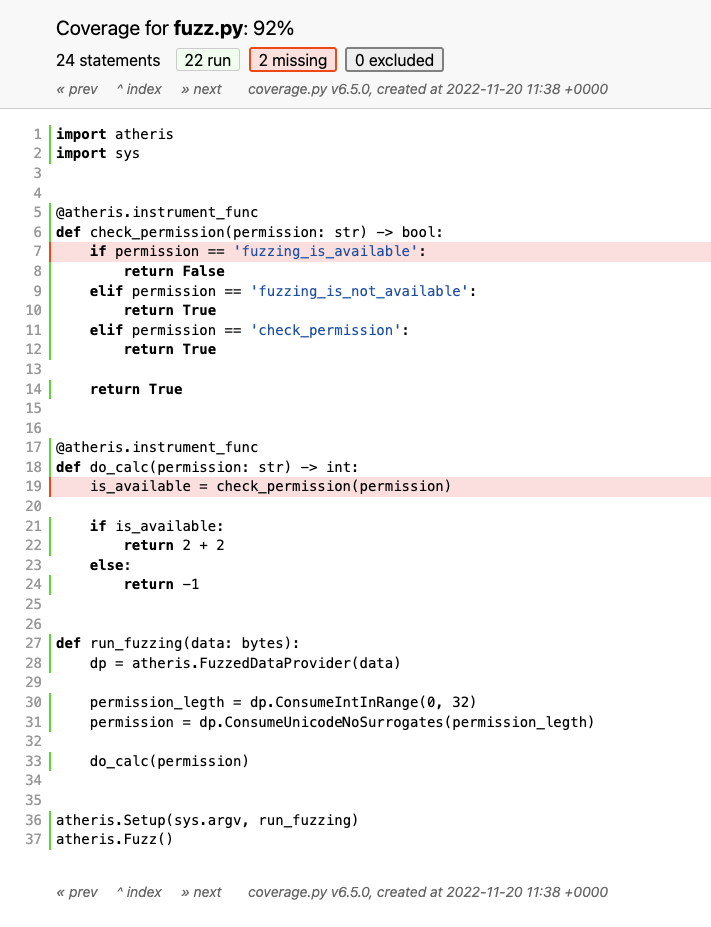 Coverage for fuzz.py: 92%
24 statements 22 run 2 missing 0 excluded
« prev ^ index » next coverage.py v6.5.0, created at 2022-11-20 11:38 +0000
1 import atheris
2 import sys
3
4
5 @atheris.instrument_func
6 def check_permission(permission: str) -> bool:
7     if permission == 'fuzzing_is_available':
8         return False
9     elif permission == 'fuzzing_is_not_available':
10         return True
11     elif permission == 'check_permission':
12         return True
13
14     return True
15
16
17 @atheris.instrument_func
18 def do_calc(permission: str) -> int:
19     is_available = check_permission(permission)
20
21     if is_available:
22         return 2 + 2
23     else:
24         return -1
25
26
27 def run_fuzzing(data: bytes):
28     dp = atheris.FuzzedDataProvider(data)
29
30     permission_legth = dp.ConsumeIntInRange(0, 32)
31     permission = dp.ConsumeUnicodeNoSurrogates(permission_legth)
32
33     do_calc(permission)
34
35
36 atheris.Setup(sys.argv, run_fuzzing)
37 atheris.Fuzz()
« prev ^ index » next coverage.py v6.5.0, created at 2022-11-20 11:38 +0000